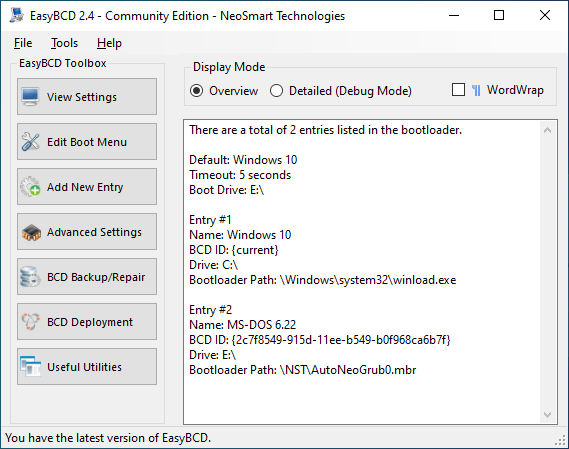 EasyBCD 2.4 - Community Edition - NeoSmart Technologies
File Tools Help
EasyBCD Toolbox
View Settings
Edit Boot Menu
Add New Entry
Advanced Settings
BCD Backup/Repair
BCD Deployment
Useful Utilities
Display Mode
Overview Detailed (Debug Mode) ¶ WordWrap
There are a total of 2 entries listed in the bootloader.
Default: Windows 10
Timeout: 5 seconds
Boot Drive: E:\
Entry #1
Name: Windows 10
BCD ID: {current}
Drive: C:\
Bootloader Path: \Windows\system32\winload.exe
Entry #2
Name: MS-DOS 6.22
BCD ID: {2c7f8549-915d-11ee-b549-b0f968ca6b7f}
Drive: E:\
Bootloader Path: \NST\AutoNeoGrub0.mbr
You have the latest version of EasyBCD.